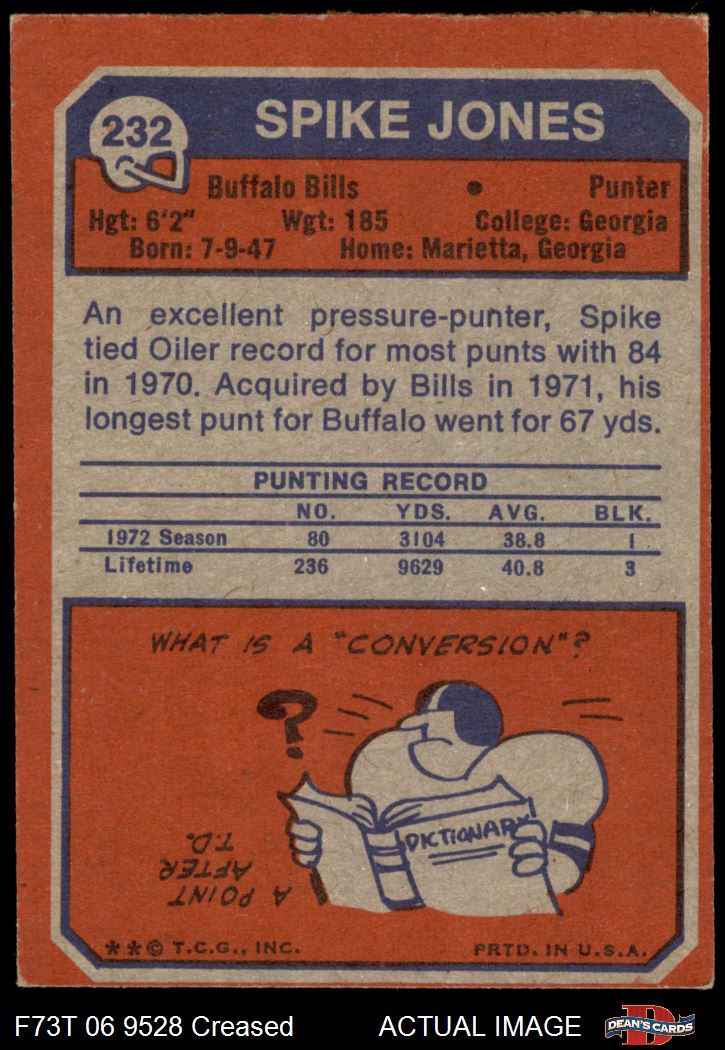 232
SPIKE JONES
Buffalo Bills • Punter
Hgt: 6'2" Wgt: 185 College: Georgia
Born: 7-9-47 Home: Marietta, Georgia
An excellent pressure-punter, Spike
tied Oiler record for most punts with 84
in 1970. Acquired by Bills in 1971, his
longest punt for Buffalo went for 67 yds.
PUNTING RECORD
NO. YDS. AVG. BLK.
1972 Season 80 3104 38.8 1
Lifetime 236 9629 40.8 3
WHAT IS A "CONVERSION"?
?
DICTIONARY
A POINT
AFTER
T.D.
**© T.C.G., INC. PRTD. IN U.S.A.
F73T 06 9528 Creased ACTUAL IMAGE
D
DEAN'S CARDS